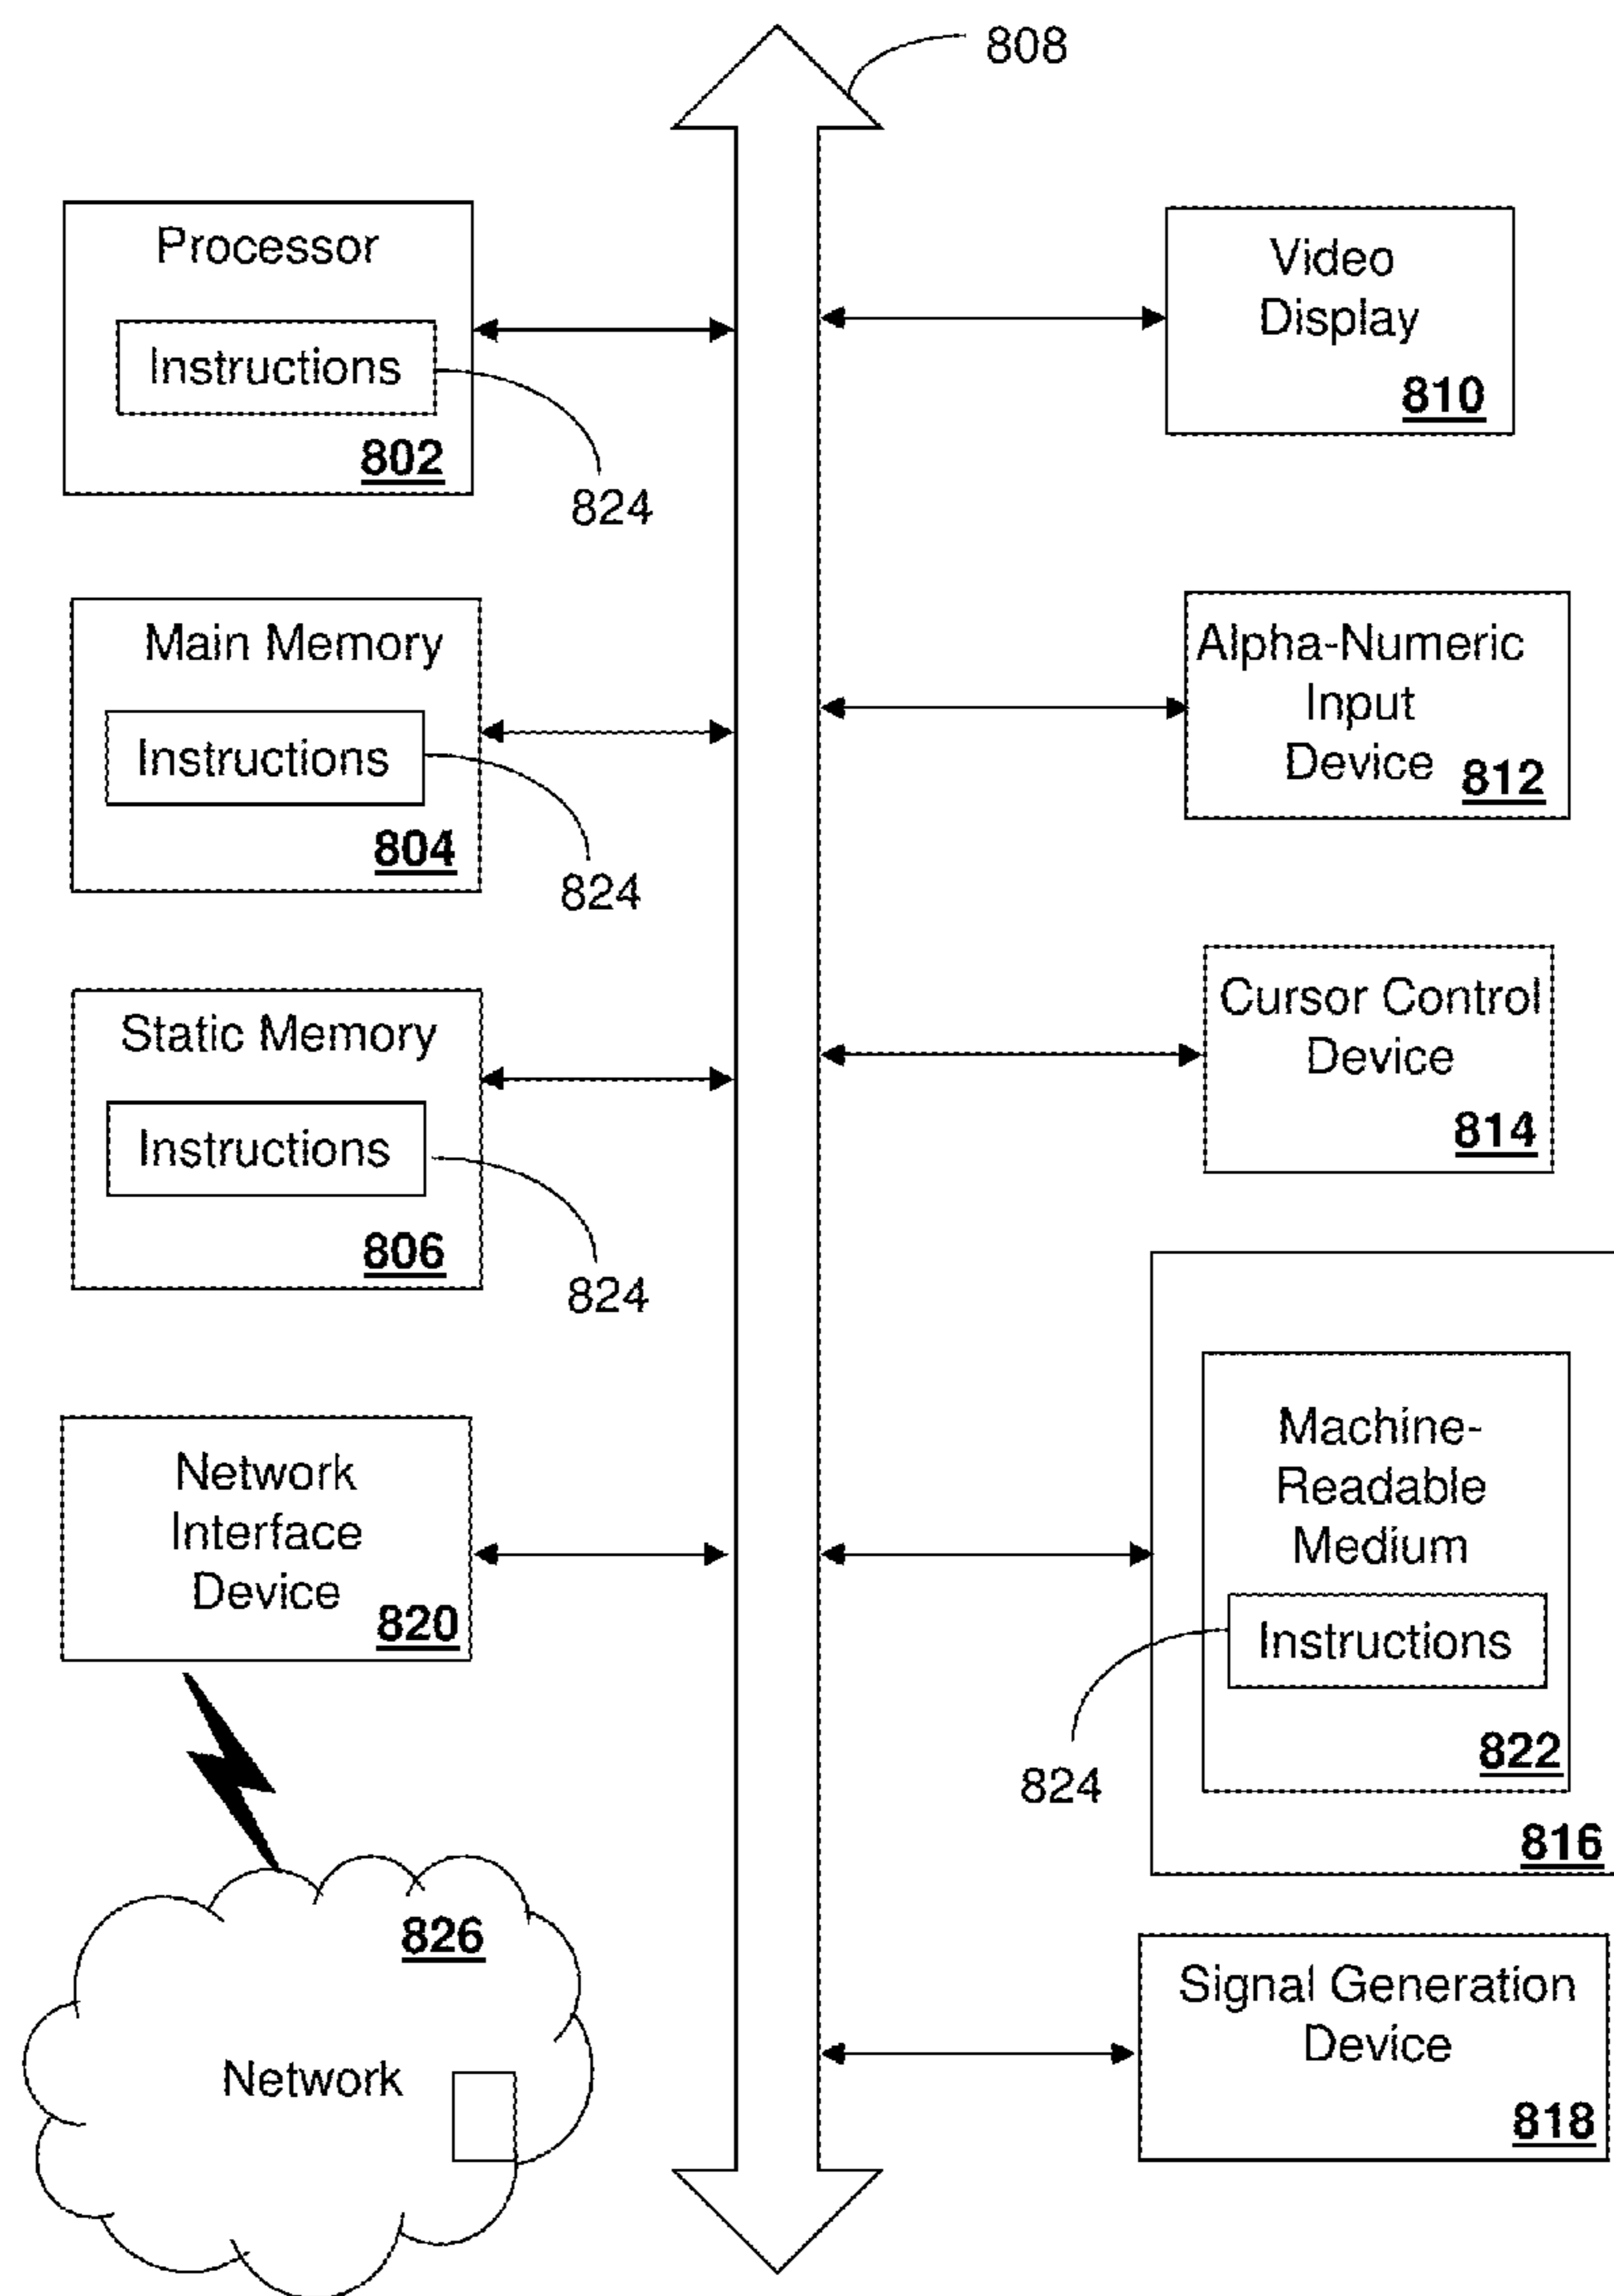 808
Processor
Instructions
802
824
Video
Display
810
Main Memory
Instructions
804
824
Alpha-Numeric
Input
Device
812
Static Memory
Instructions
806
824
Cursor Control
Device
814
Network
Interface
Device
820
Machine-
Readable
Medium
Instructions
822
824
816
826
Network
Signal Generation
Device
818